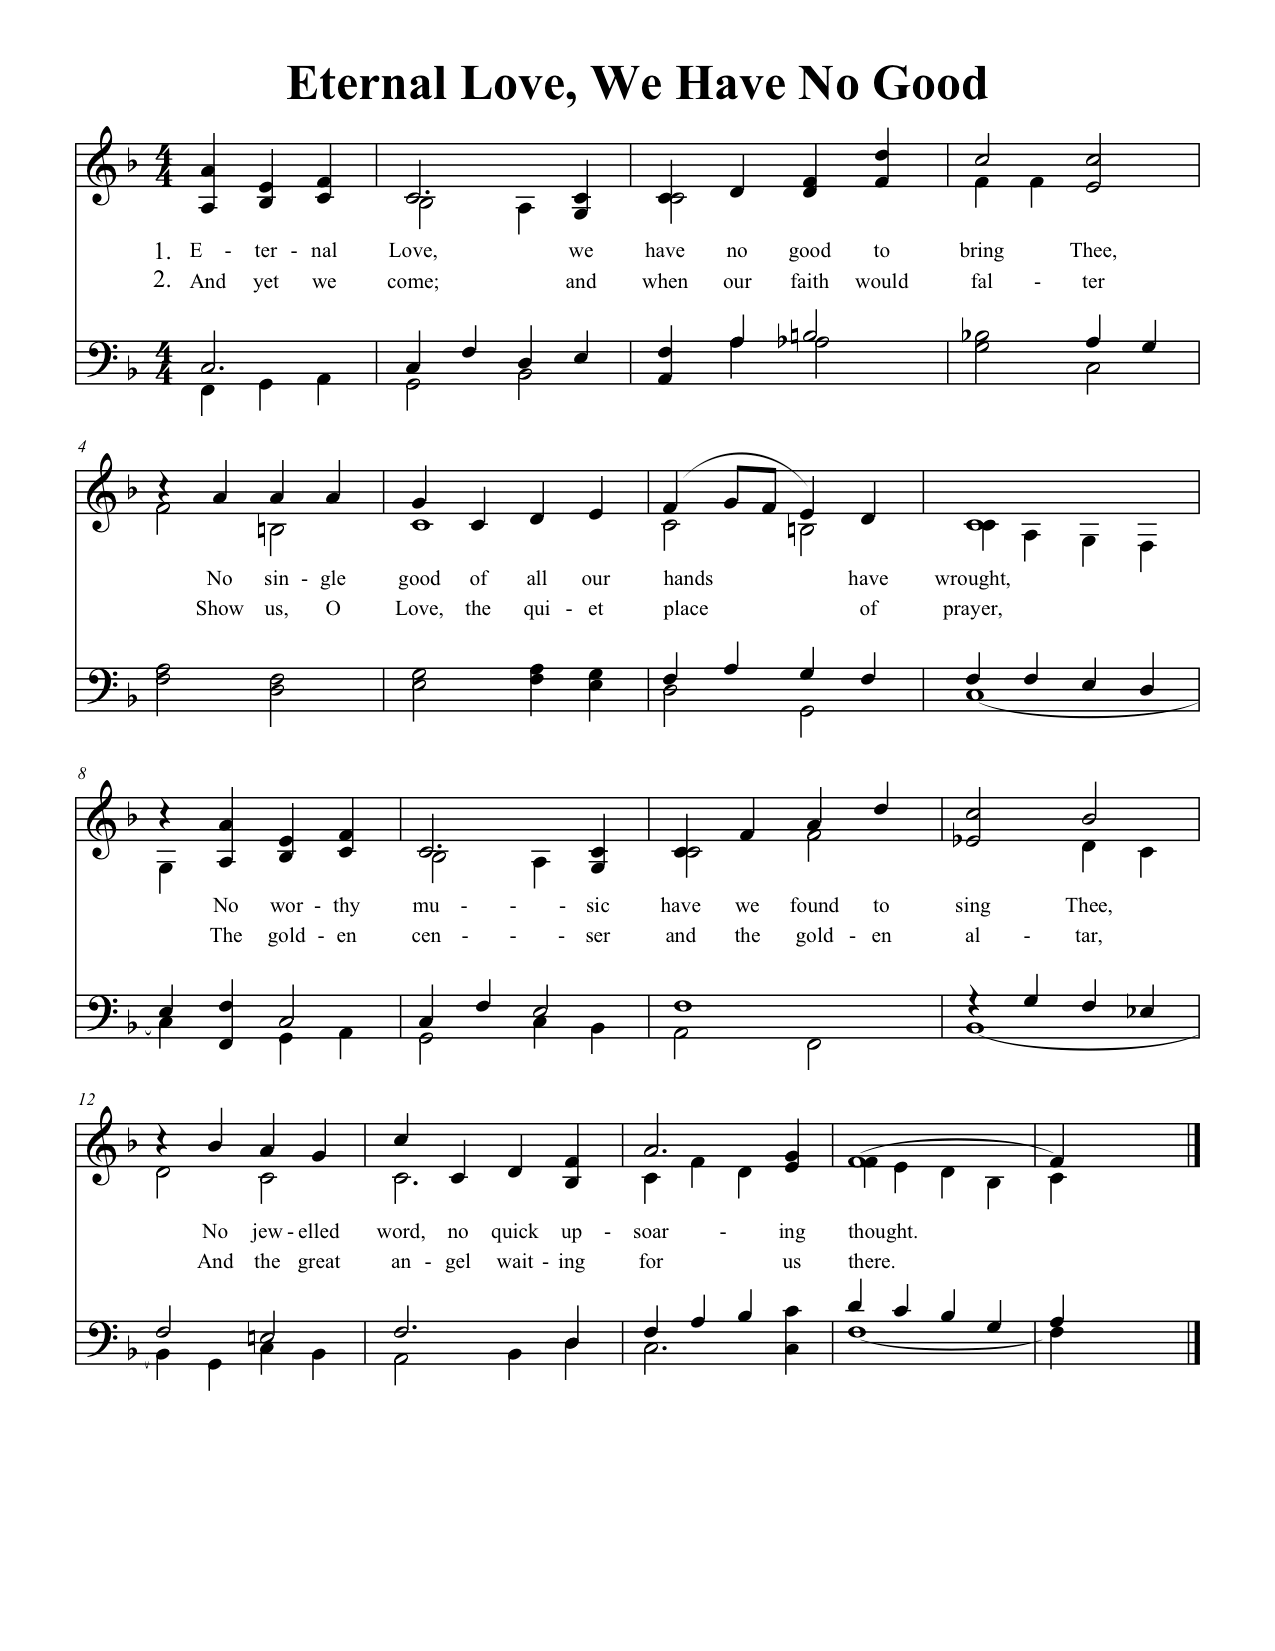 Eternal Love, We Have No Good
1. E - ter - nal Love, we have no good to bring Thee,
2. And yet we come; and when our faith would fal - ter
4
No sin - gle good of all our hands have wrought,
Show us, O Love, the qui - et place of prayer,
8
No wor - thy mu - - - sic have we found to sing Thee,
The gold - en cen - - - ser and the gold - en al - tar,
12
No jew - elled word, no quick up - soar - ing thought.
And the great an - gel wait - ing for us there.